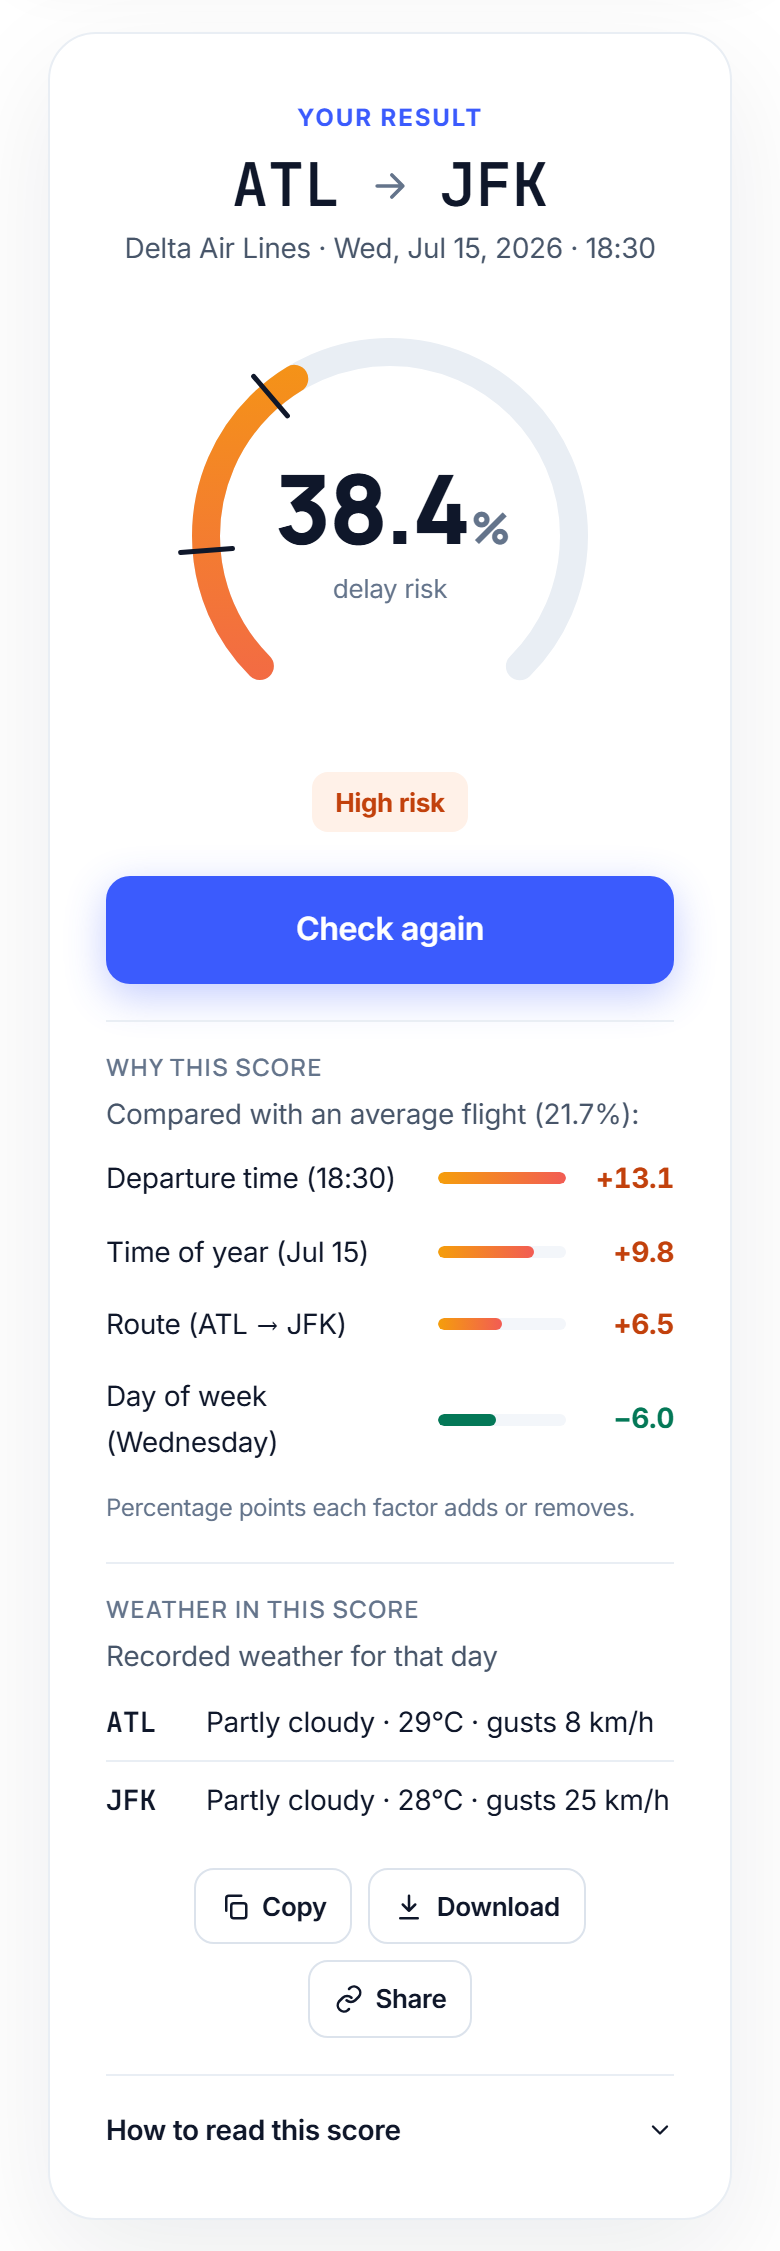 YOUR RESULT
ATL → JFK
Delta Air Lines · Wed, Jul 15, 2026 · 18:30
38.4%
delay risk
High risk
Check again
WHY THIS SCORE
Compared with an average flight (21.7%):
Departure time (18:30) +13.1
Time of year (Jul 15) +9.8
Route (ATL → JFK) +6.5
Day of week
(Wednesday) −6.0
Percentage points each factor adds or removes.
WEATHER IN THIS SCORE
Recorded weather for that day
ATL Partly cloudy · 29°C · gusts 8 km/h
JFK Partly cloudy · 28°C · gusts 25 km/h
Copy Download
Share
How to read this score